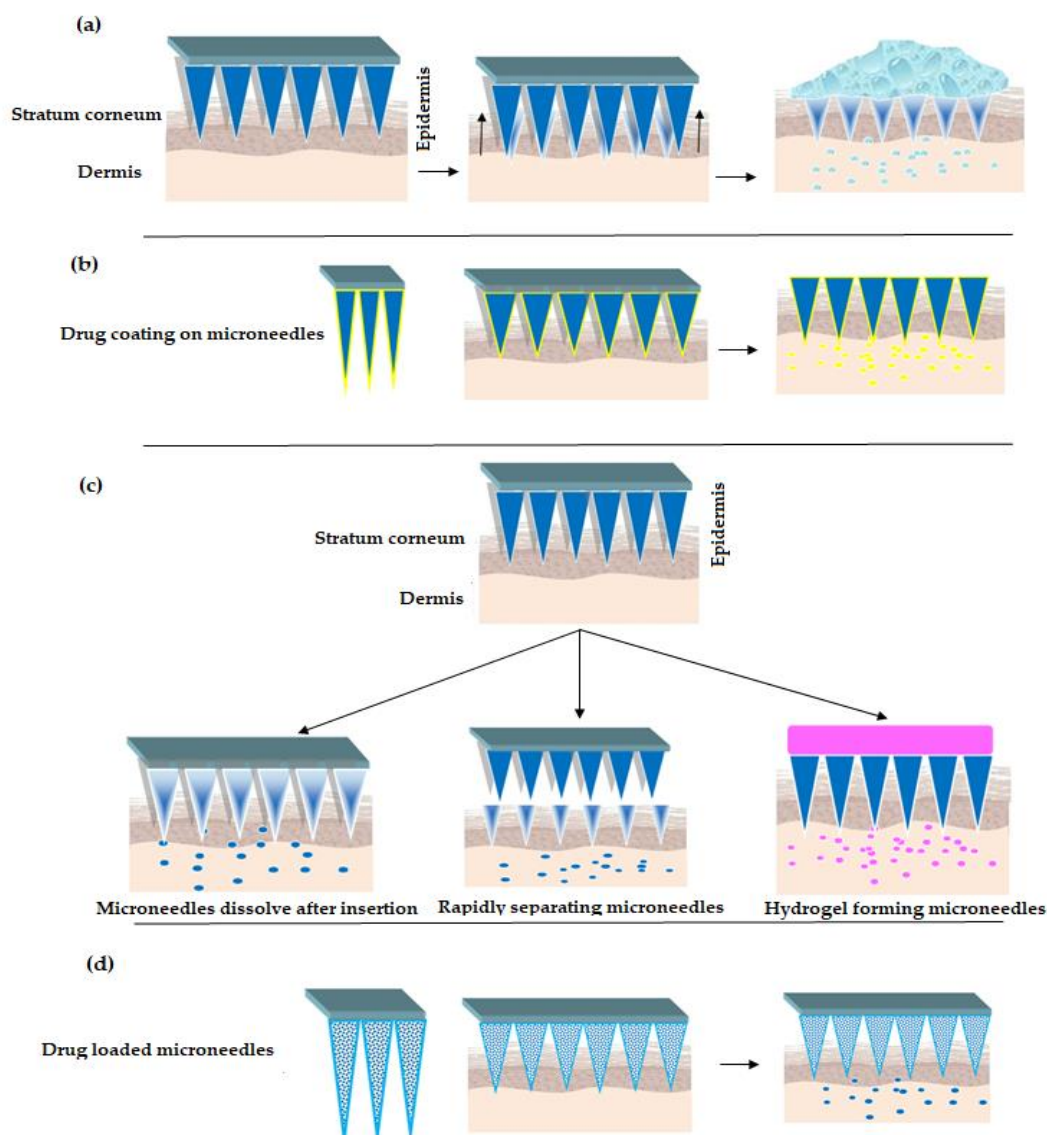 (a)
Stratum corneum
Epidermis
Dermis
(b)
Drug coating on microneedles
(c)
Stratum corneum
Epidermis
Dermis
Microneedles dissolve after insertion
Rapidly separating microneedles
Hydrogel forming microneedles
(d)
Drug loaded microneedles